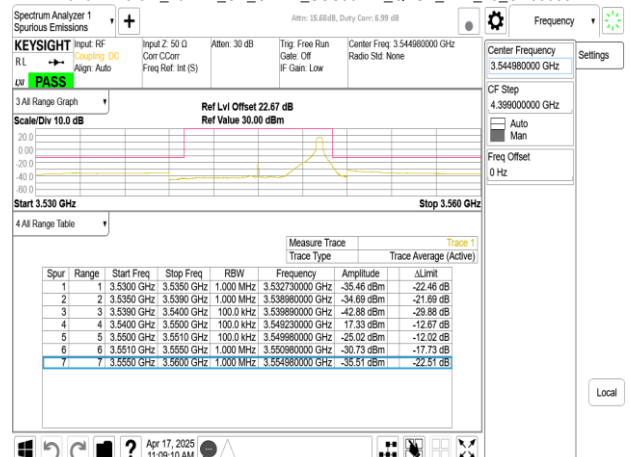 Spectrum Analyzer 1
Spurious Emissions
Attn: 15.68dB, Duty Corr: 6.99 dB
Frequency
KEYSIGHT Input: RF Input Z: 50 Ω Atten: 30 dB Trig: Free Run Center Freq: 3.544980000 GHz
RL Coupling: DC Corr CCorr Gate: Off Radio Std: None
Align: Auto Freq Ref: Int (S) IF Gain: Low
LXI PASS
Center Frequency
3.544980000 GHz
Settings
CF Step
4.399000000 GHz
Auto
Man
Freq Offset
0 Hz
3 All Range Graph
Ref Lvl Offset 22.67 dB
Scale/Div 10.0 dB Ref Value 30.00 dBm
20.0
0.00
-20.0
-40.0
-60.0
Start 3.530 GHz Stop 3.560 GHz
4 All Range Table
Measure Trace Trace 1
Trace Type Trace Average (Active)
Spur Range Start Freq Stop Freq RBW Frequency Amplitude ΔLimit
1 1 3.5300 GHz 3.5350 GHz 1.000 MHz 3.532730000 GHz -35.46 dBm -22.46 dB
2 2 3.5350 GHz 3.5390 GHz 1.000 MHz 3.538980000 GHz -34.69 dBm -21.69 dB
3 3 3.5390 GHz 3.5400 GHz 100.0 kHz 3.539890000 GHz -42.88 dBm -29.88 dB
4 4 3.5400 GHz 3.5500 GHz 100.0 kHz 3.549230000 GHz 17.33 dBm -12.67 dB
5 5 3.5500 GHz 3.5510 GHz 100.0 kHz 3.549980000 GHz -25.02 dBm -12.02 dB
6 6 3.5510 GHz 3.5550 GHz 1.000 MHz 3.550980000 GHz -30.73 dBm -17.73 dB
7 7 3.5550 GHz 3.5600 GHz 1.000 MHz 3.554980000 GHz -35.51 dBm -22.51 dB
Local
Apr 17, 2025
11:09:10 AM